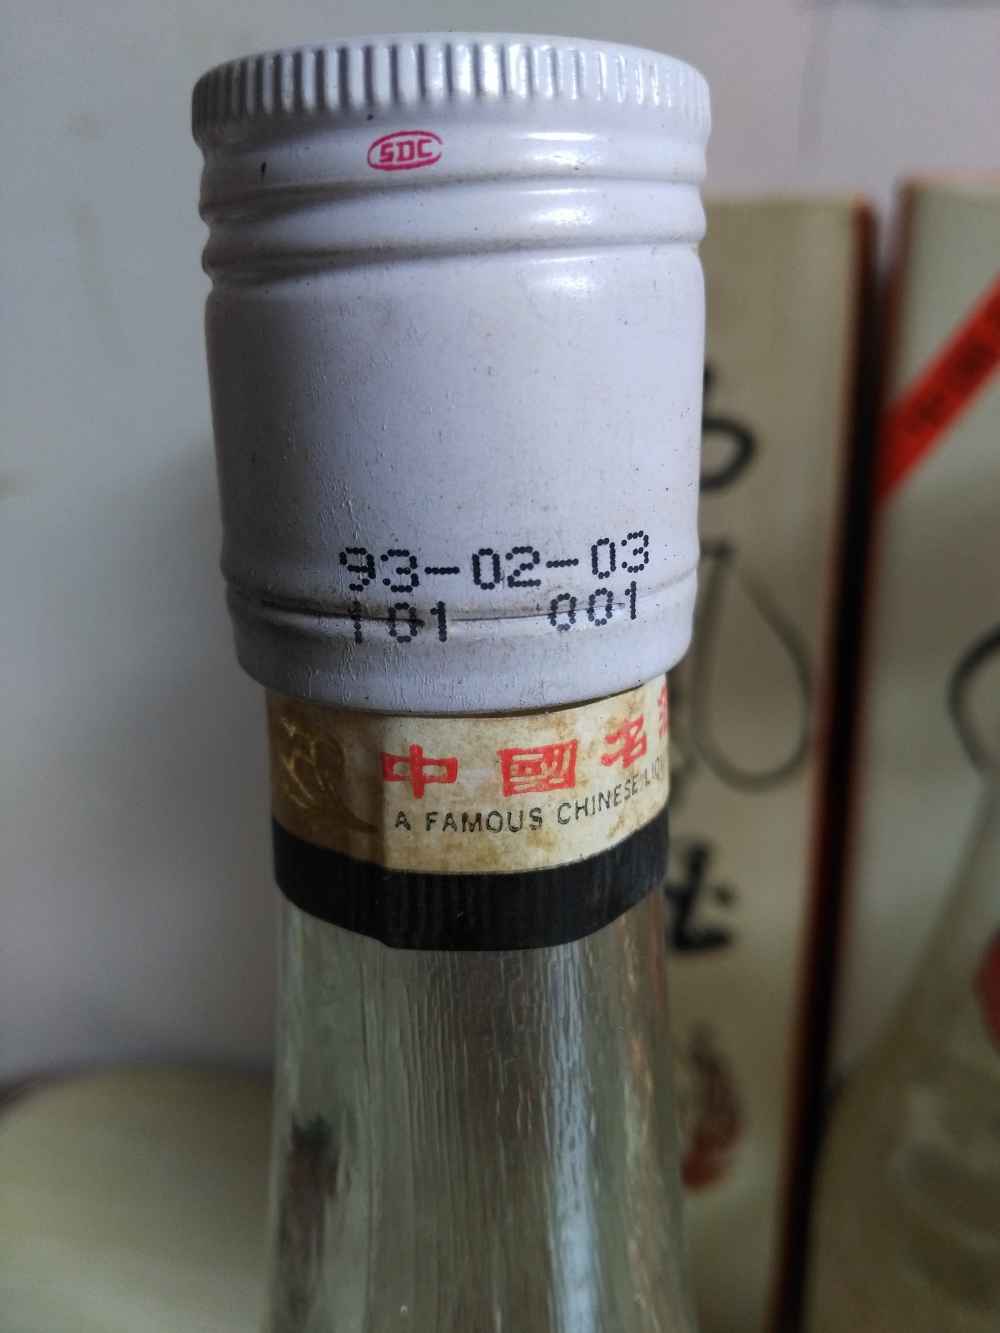 SDC
93-02-03
101 001
中國名
A FAMOUS CHINESE